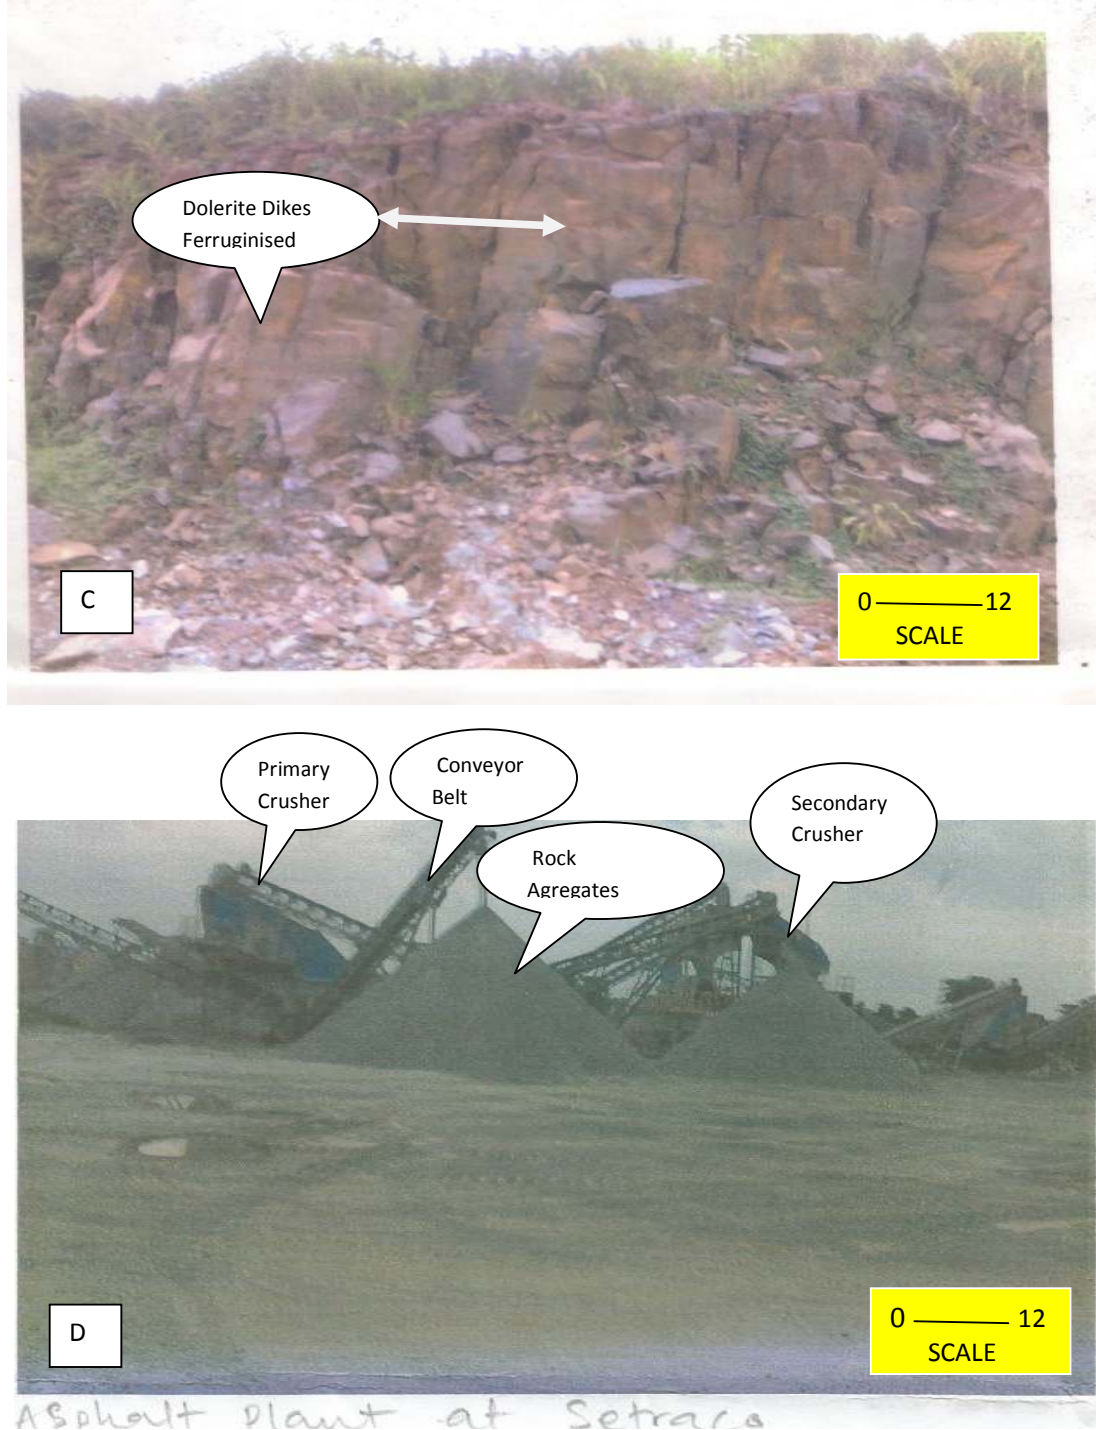 Dolerite Dikes
Ferruginised
C
0 12
SCALE
Primary
Crusher
Conveyor
Belt
Secondary
Crusher
Rock
Agregates
D
0 12
SCALE
Asphalt Plant at Setraco